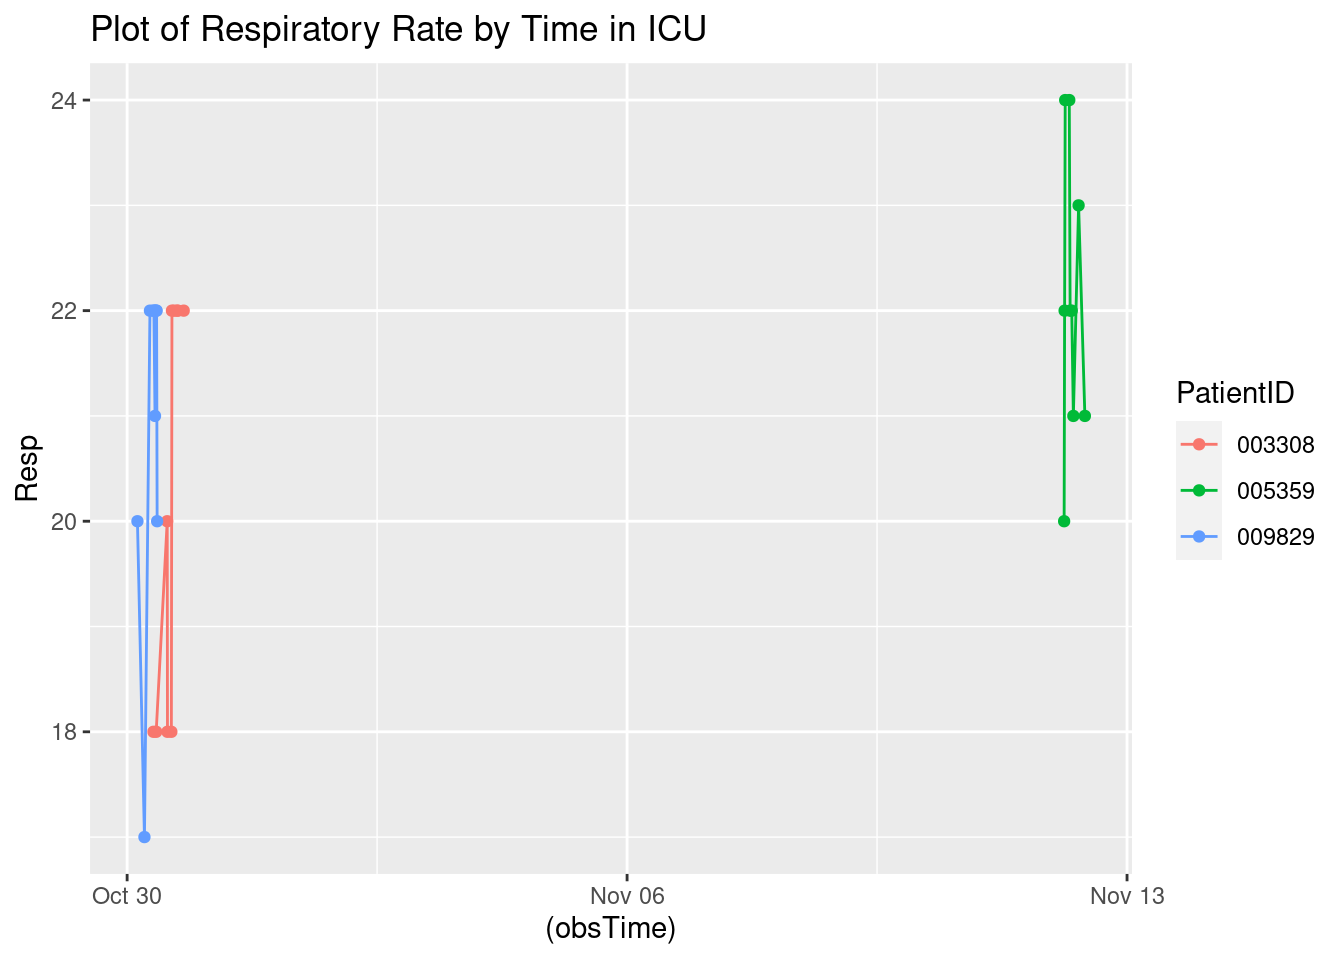 Plot of Respiratory Rate by Time in ICU
24
22
20
18
Resp
Oct 30
Nov 06
Nov 13
(obsTime)
PatientID
003308
005359
009829